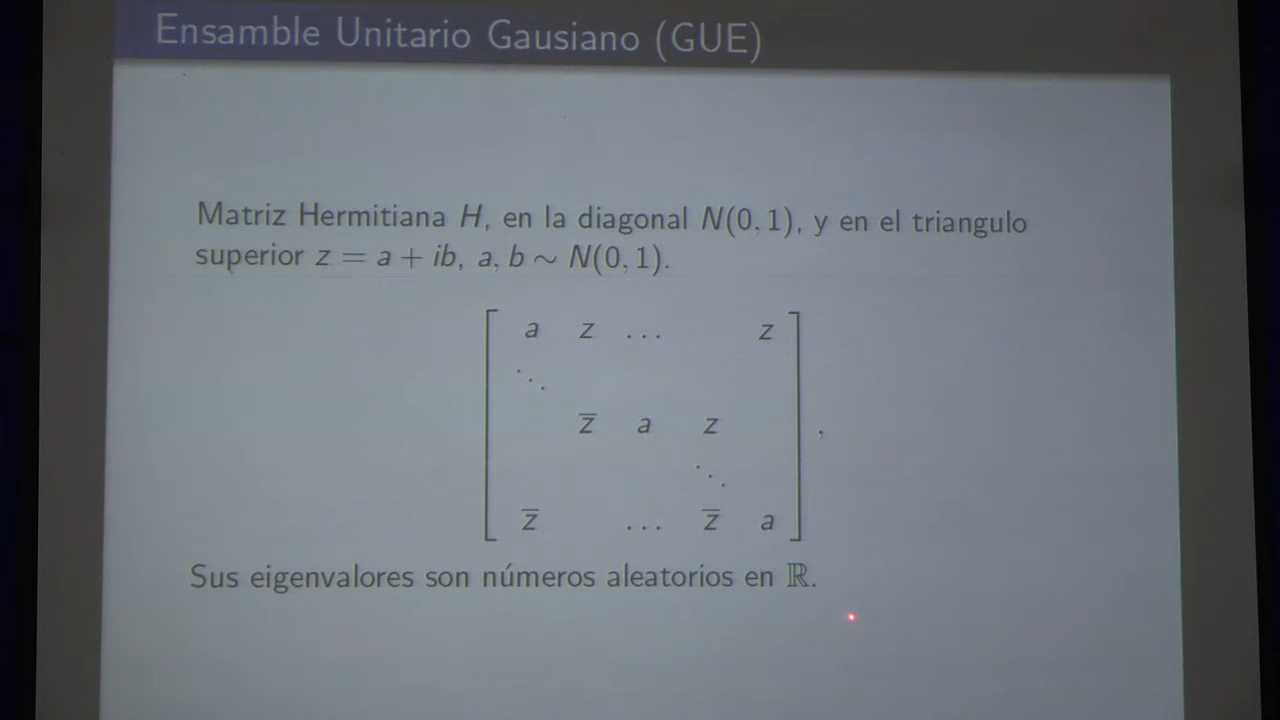 Ensamble Unitario Gausiano (GUE)
Matriz Hermitiana H, en la diagonal N(0, 1), y en el triangulo
superior z = a + ib, a, b ∼ N(0, 1).
a z ... z
⋱
z̅ a z
⋱
z̅ ... z̅ a
,
Sus eigenvalores son números aleatorios en ℝ.